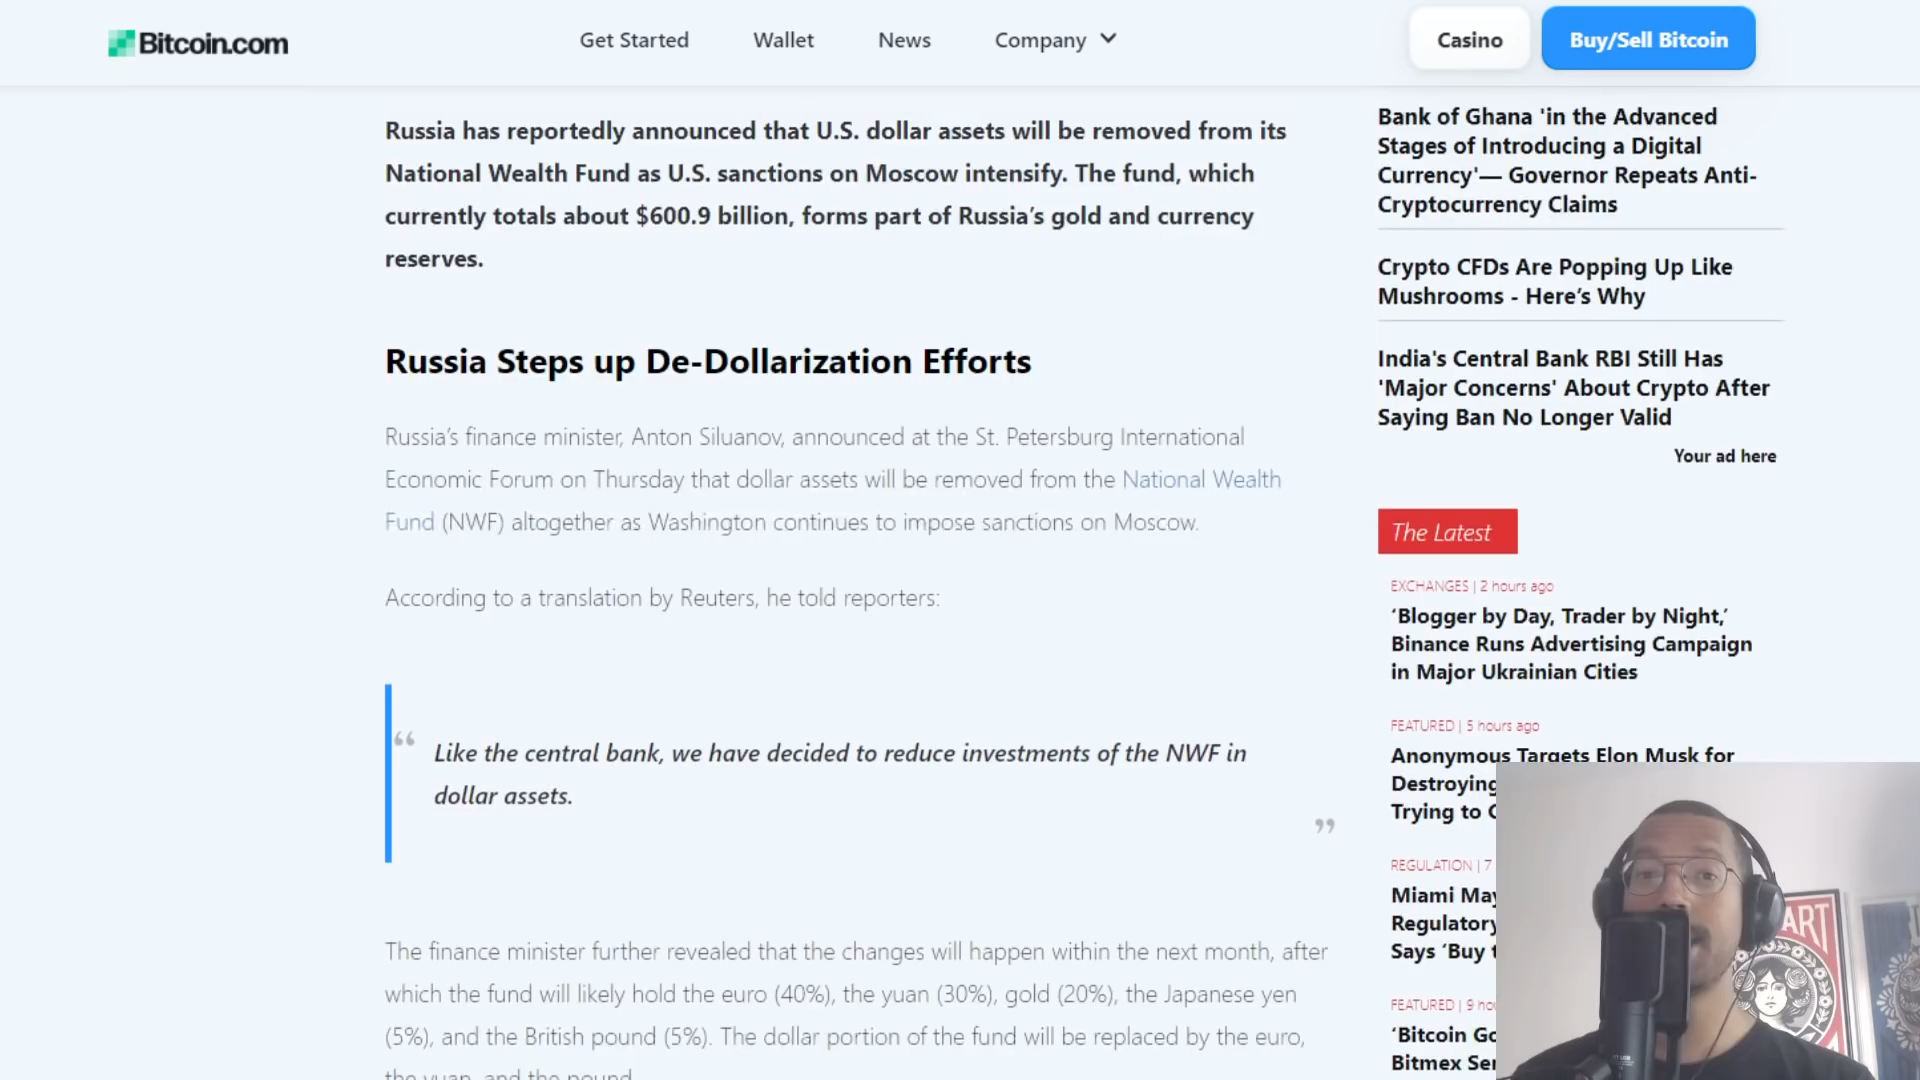 Bitcoin.com
Get Started
Wallet
News
Company
Casino
Buy/Sell Bitcoin
Russia has reportedly announced that U.S. dollar assets will be removed from its
National Wealth Fund as U.S. sanctions on Moscow intensify. The fund, which
currently totals about $600.9 billion, forms part of Russia’s gold and currency
reserves.
Russia Steps up De-Dollarization Efforts
Russia’s finance minister, Anton Siluanov, announced at the St. Petersburg International
Economic Forum on Thursday that dollar assets will be removed from the National Wealth
Fund (NWF) altogether as Washington continues to impose sanctions on Moscow.
According to a translation by Reuters, he told reporters:
“
Like the central bank, we have decided to reduce investments of the NWF in
dollar assets.
”
The finance minister further revealed that the changes will happen within the next month, after
which the fund will likely hold the euro (40%), the yuan (30%), gold (20%), the Japanese yen
(5%), and the British pound (5%). The dollar portion of the fund will be replaced by the euro,
the yuan, and the pound.
Bank of Ghana 'in the Advanced
Stages of Introducing a Digital
Currency'— Governor Repeats Anti-
Cryptocurrency Claims
Crypto CFDs Are Popping Up Like
Mushrooms - Here’s Why
India's Central Bank RBI Still Has
'Major Concerns' About Crypto After
Saying Ban No Longer Valid
Your ad here
The Latest
EXCHANGES | 2 hours ago
‘Blogger by Day, Trader by Night,’
Binance Runs Advertising Campaign
in Major Ukrainian Cities
FEATURED | 5 hours ago
Anonymous Targets Elon Musk for
Destroying
Trying to
REGULATION | 7
Miami
Regulatory
Says ‘Buy
FEATURED | 9
‘Bitcoin
Bitmex
ART